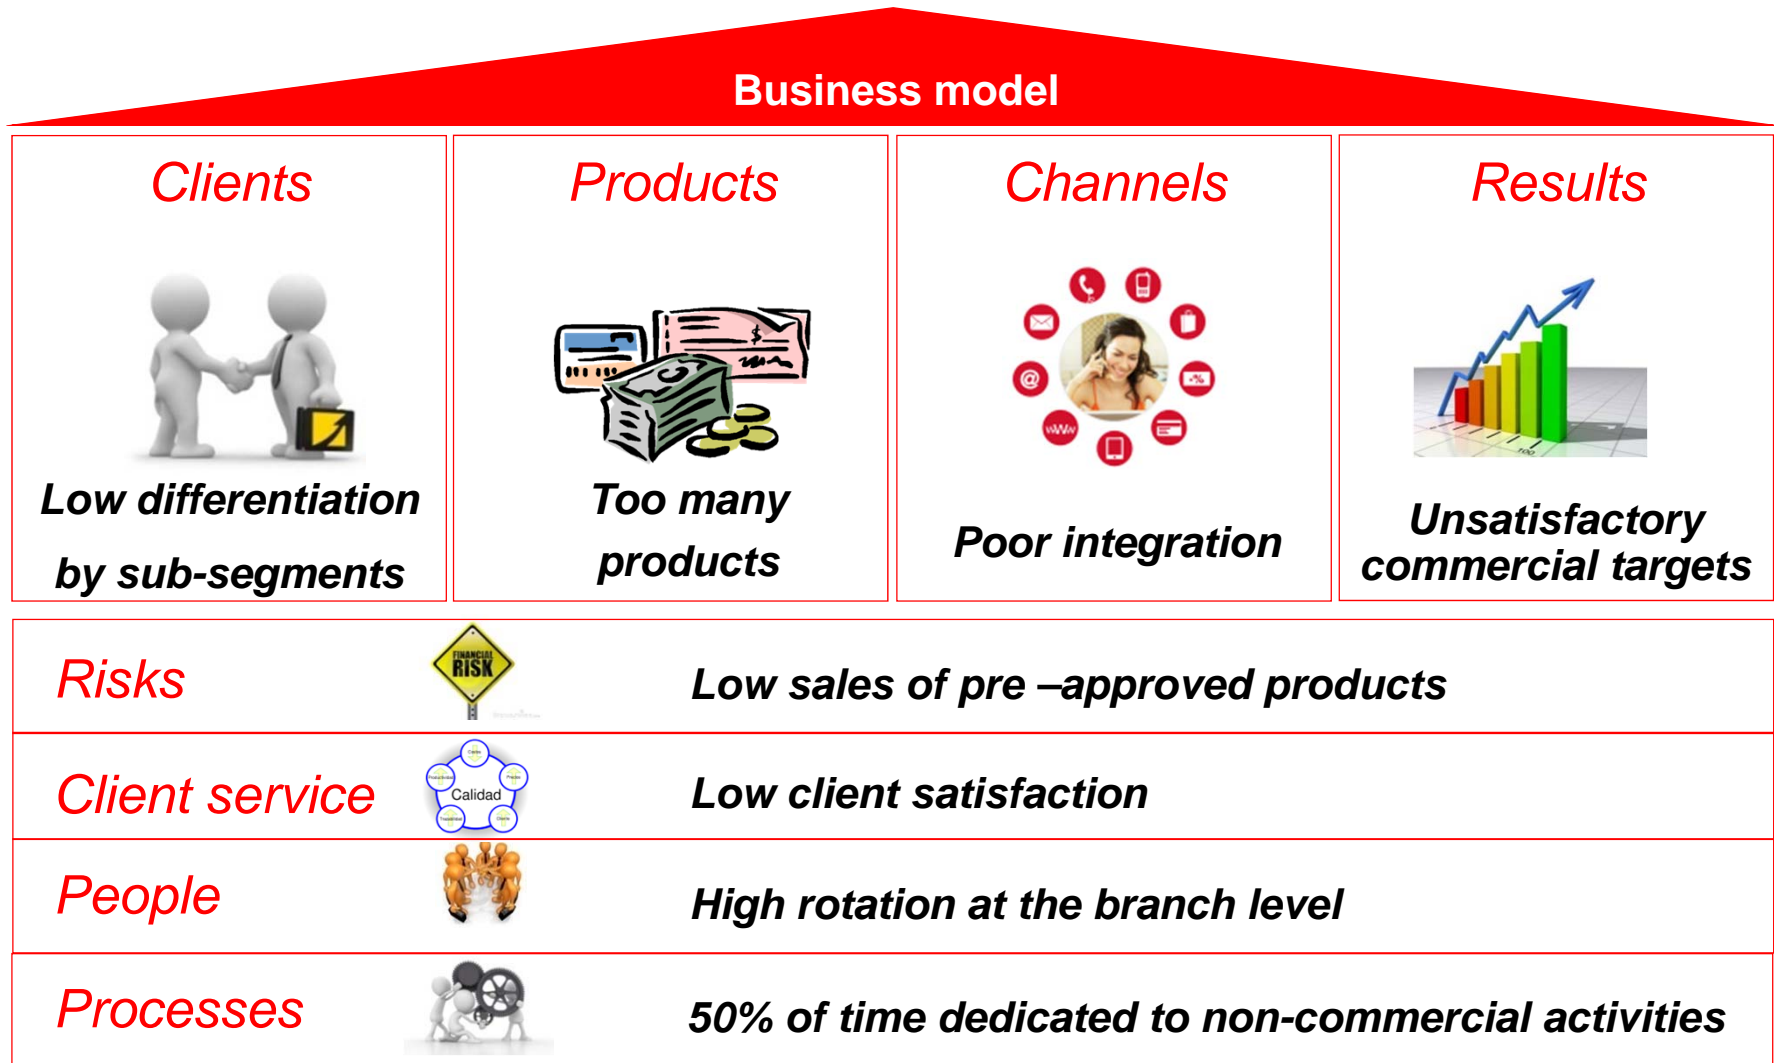 Business model
Clients
Products
Channels
Results
$
@
www
%
100
Low differentiation
by sub-segments
Too many
products
Poor integration
Unsatisfactory
commercial targets
Risks
FINANCIAL
RISK
Low sales of pre –approved products
Client service
Calidad
Low client satisfaction
People
High rotation at the branch level
Processes
50% of time dedicated to non-commercial activities